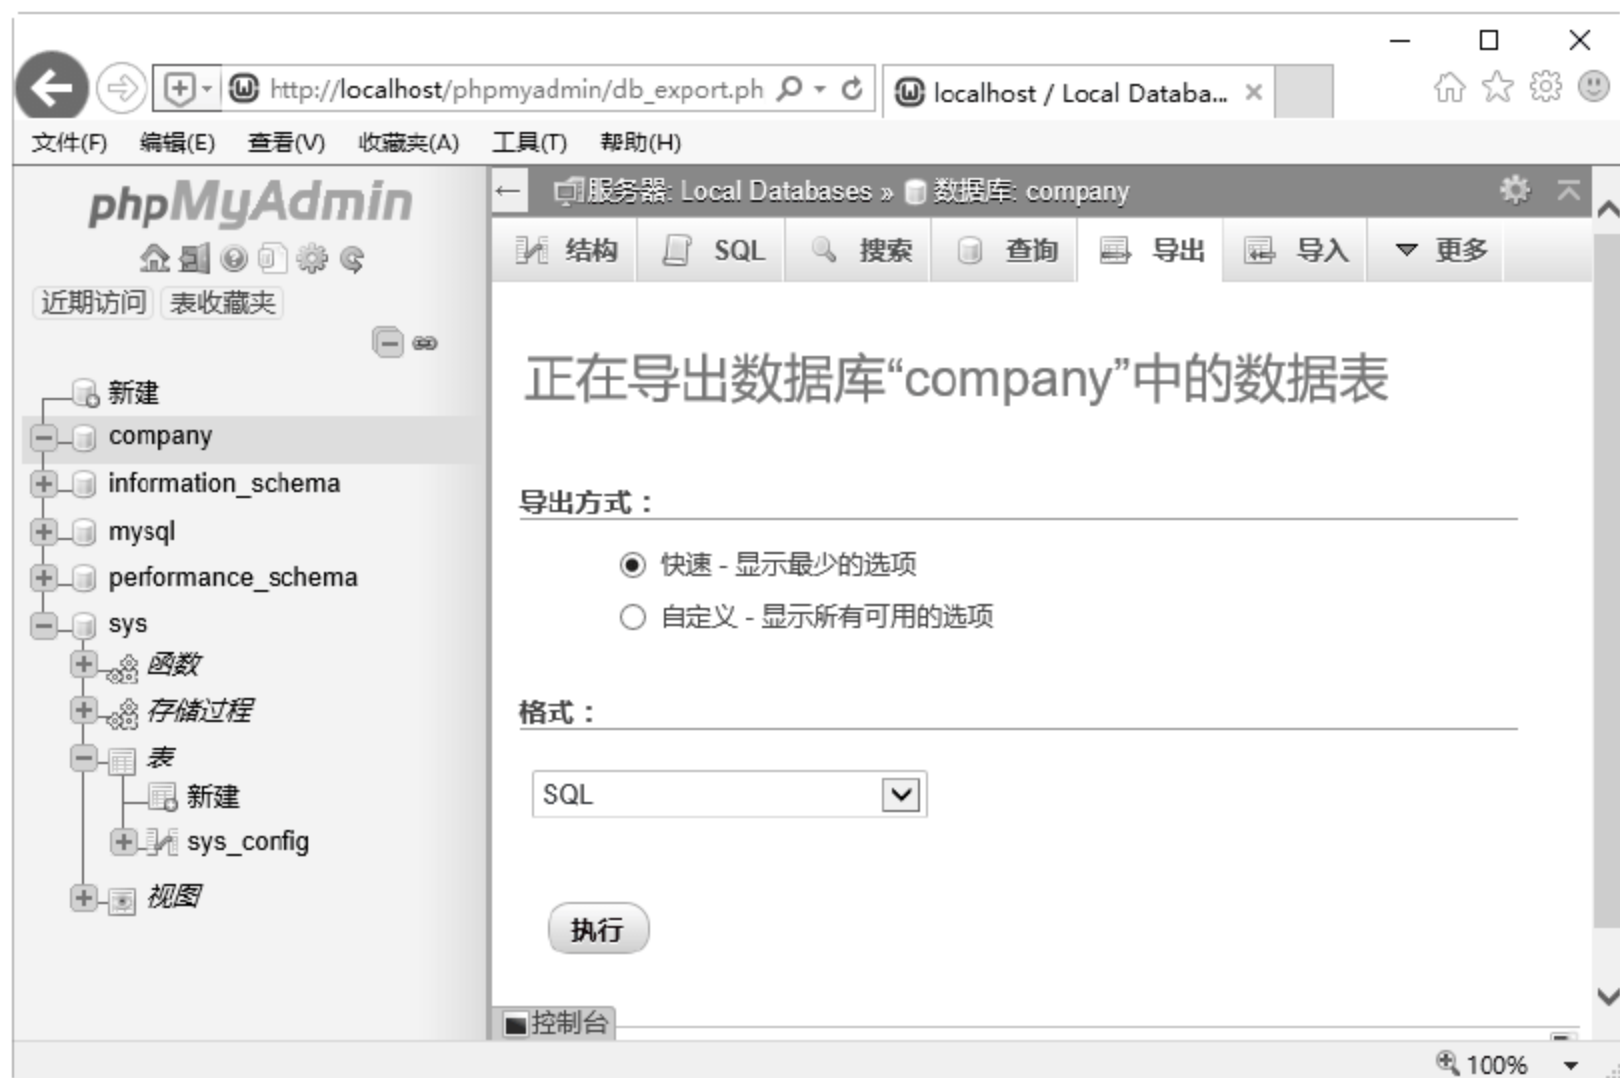 http://localhost/phpmyadmin/db_export.ph
localhost / Local Databa...
文件(F) 编辑(E) 查看(V) 收藏夹(A) 工具(T) 帮助(H)
phpMyAdmin
近期访问 表收藏夹
新建
company
information_schema
mysql
performance_schema
sys
函数
存储过程
表
新建
sys_config
视图
服务器: Local Databases » 数据库: company
结构 SQL 搜索 查询 导出 导入 更多
正在导出数据库“company”中的数据表
导出方式：
快速 - 显示最少的选项
自定义 - 显示所有可用的选项
格式：
SQL
执行
控制台
100%